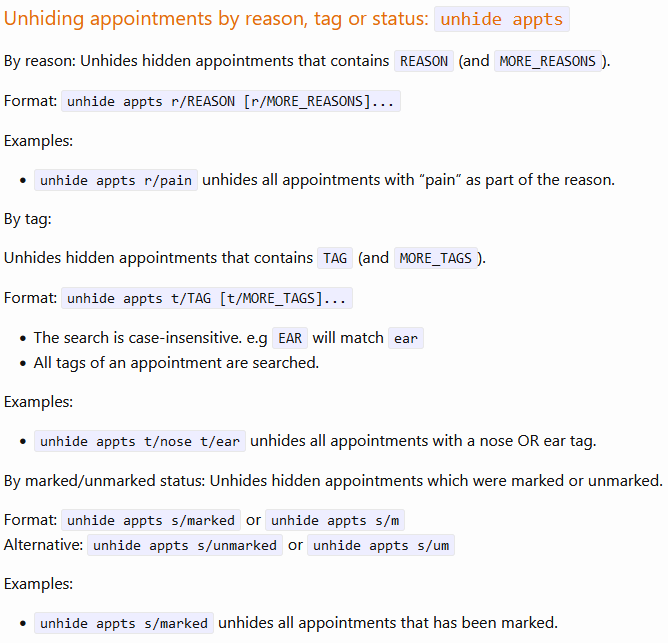 Unhiding appointments by reason, tag or status: unhide appts
By reason: Unhides hidden appointments that contains REASON (and MORE_REASONS).
Format: unhide appts r/REASON [r/MORE_REASONS]...
Examples:
• unhide appts r/pain unhides all appointments with “pain” as part of the reason.
By tag:
Unhides hidden appointments that contains TAG (and MORE_TAGS).
Format: unhide appts t/TAG [t/MORE_TAGS]...
• The search is case-insensitive. e.g EAR will match ear
• All tags of an appointment are searched.
Examples:
• unhide appts t/nose t/ear unhides all appointments with a nose OR ear tag.
By marked/unmarked status: Unhides hidden appointments which were marked or unmarked.
Format: unhide appts s/marked or unhide appts s/m
Alternative: unhide appts s/unmarked or unhide appts s/um
Examples:
• unhide appts s/marked unhides all appointments that has been marked.